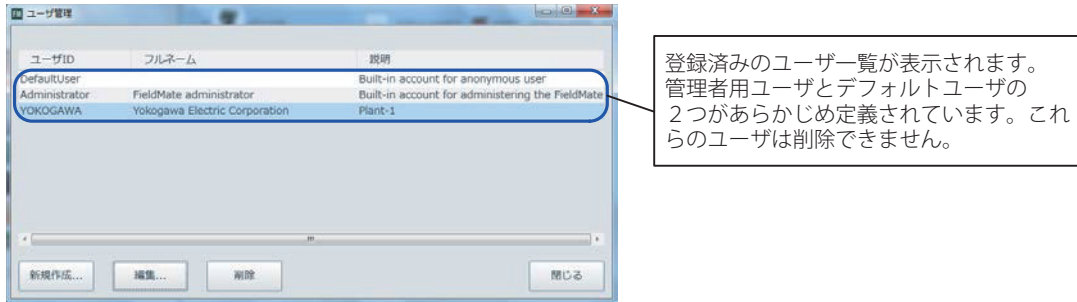 ユーザ管理
ユーザID フルネーム 説明
DefaultUser Built-in account for anonymous user
Administrator FieldMate administrator Built-in account for administering the FieldMate
YOKOGAWA Yokogawa Electric Corporation Plant-1
新規作成... 編集... 削除 閉じる
登録済みのユーザ一覧が表示されます。
管理者用ユーザとデフォルトユーザの
２つがあらかじめ定義されています。これ
らのユーザは削除できません。